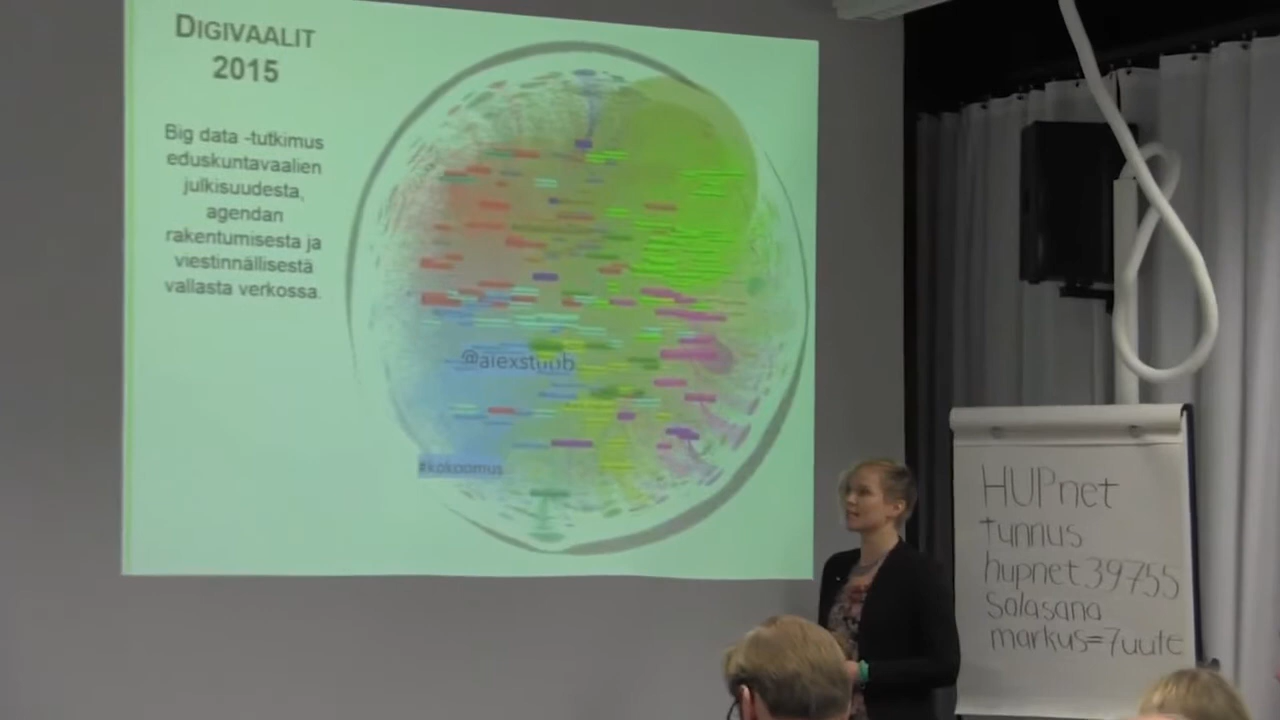 DIGIVAALIT
2015
Big data -tutkimus
eduskuntavaalien
julkisuudesta,
agendan
rakentumisesta ja
viestinnällisestä
vallasta verkossa.
@alexstubb
#kokoomus
HUPnet
tunnus
hupnet39755
Salasana
markus=7uute